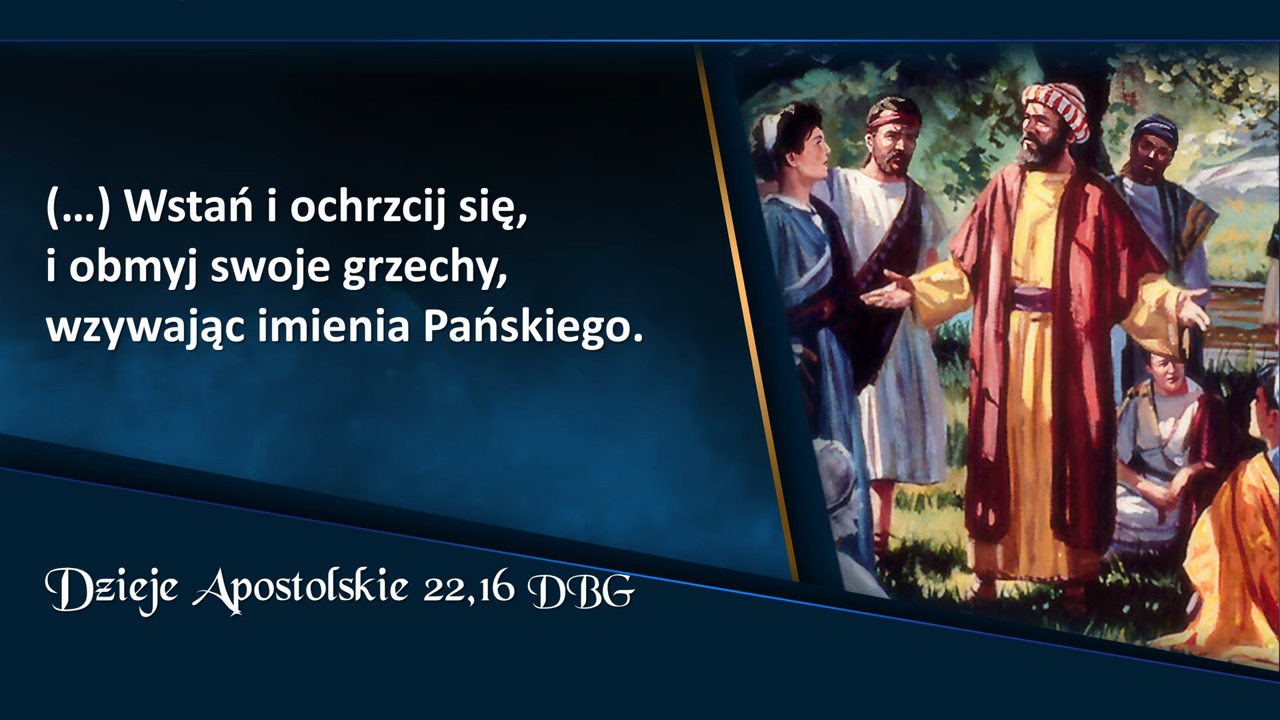 (...) Wstań i ochrzcij się,
i obmyj swoje grzechy,
wzywając imienia Pańskiego.
Dzieje Apostolskie 22,16 DBG